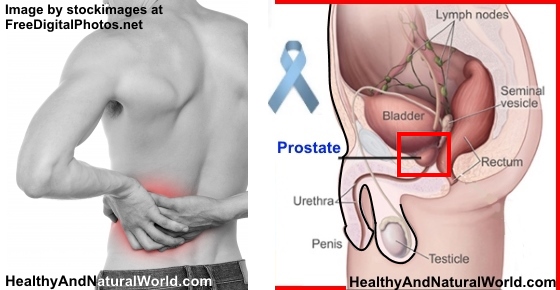 Image by stockimages at
FreeDigitalPhotos.net
HealthyAndNaturalWorld.com
Lymph nodes
Seminal
vesicle
Bladder
Prostate
Rectum
Urethra
Penis
Testicle
HealthyAndNaturalWorld.com